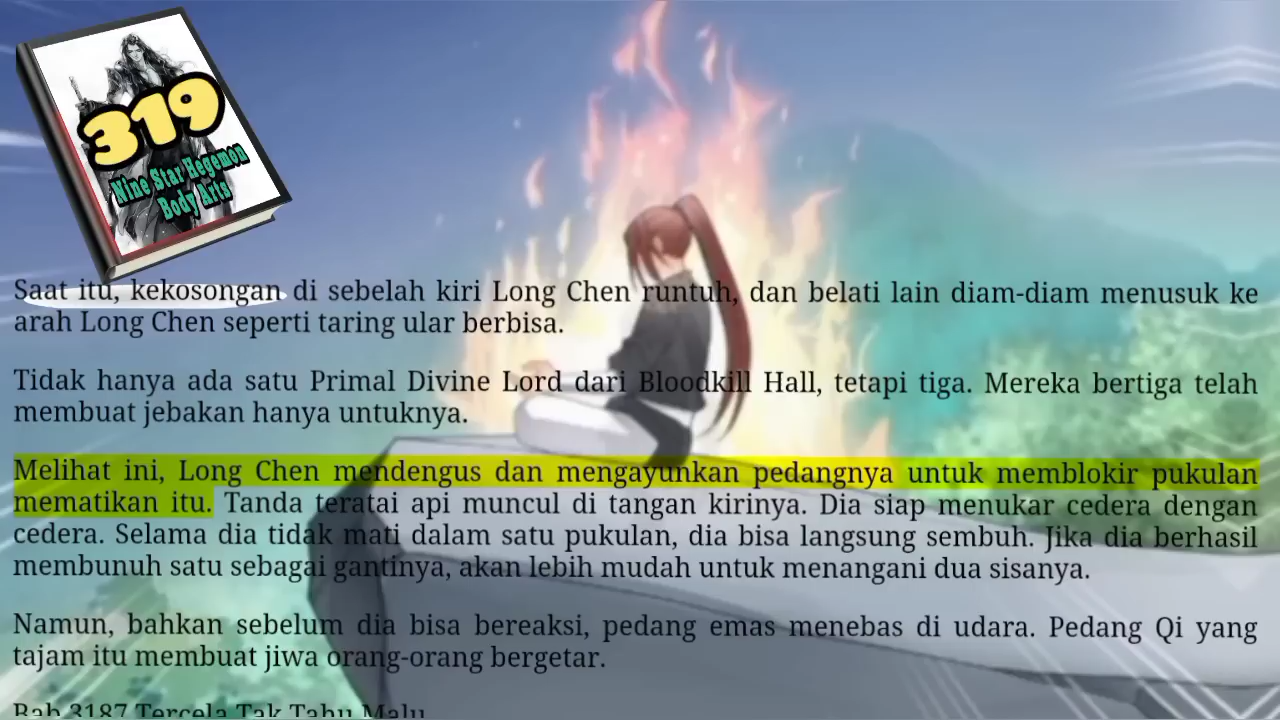 319
Nine Star Hegemon
Body Arts
Saat itu, kekosongan di sebelah kiri Long Chen runtuh, dan belati lain diam-diam menusuk ke
arah Long Chen seperti taring ular berbisa.
Tidak hanya ada satu Primal Divine Lord dari Bloodkill Hall, tetapi tiga. Mereka bertiga telah
membuat jebakan hanya untuknya.
Melihat ini, Long Chen mendengus dan mengayunkan pedangnya untuk memblokir pukulan
mematikan itu. Tanda teratai api muncul di tangan kirinya. Dia siap menukar cedera dengan
cedera. Selama dia tidak mati dalam satu pukulan, dia bisa langsung sembuh. Jika dia berhasil
membunuh satu sebagai gantinya, akan lebih mudah untuk menangani dua sisanya.
Namun, bahkan sebelum dia bisa bereaksi, pedang emas menebas di udara. Pedang Qi yang
tajam itu membuat jiwa orang-orang bergetar.
Bab 3187 Tercela Tak Tahu Malu